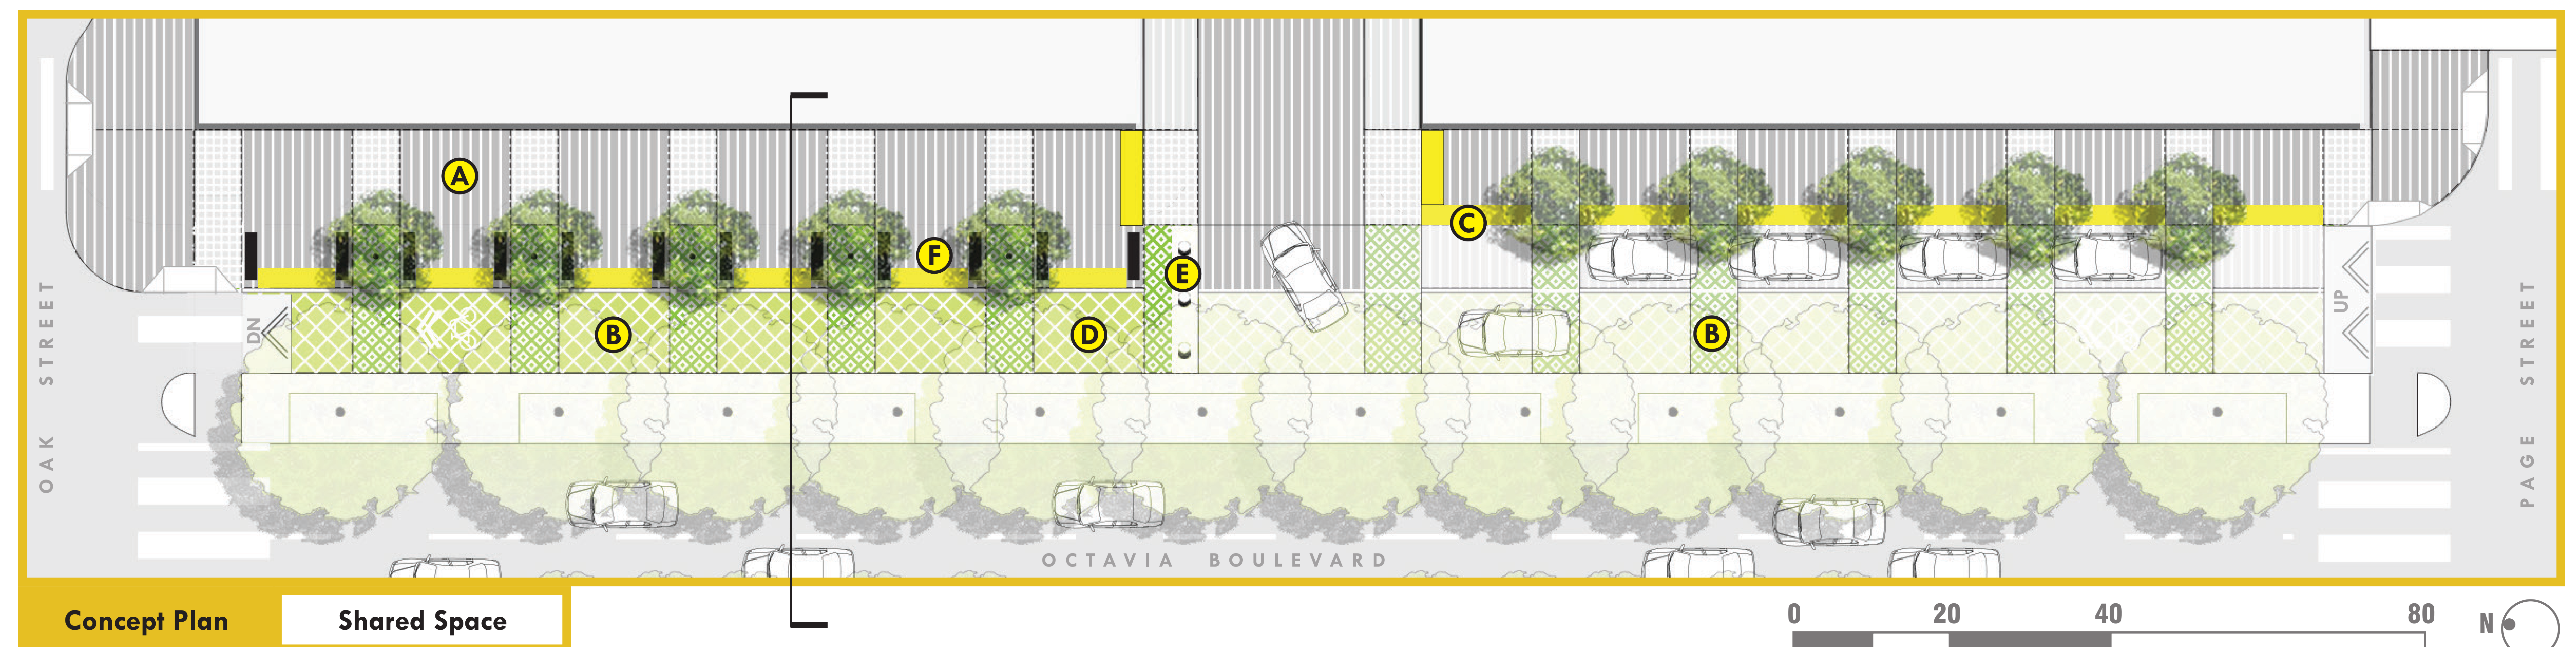 A
F
C
E
B
D
B
DN
UP
OAK STREET
PAGE STREET
OCTAVIA BOULEVARD
Concept Plan
Shared Space
0 20 40 80
N